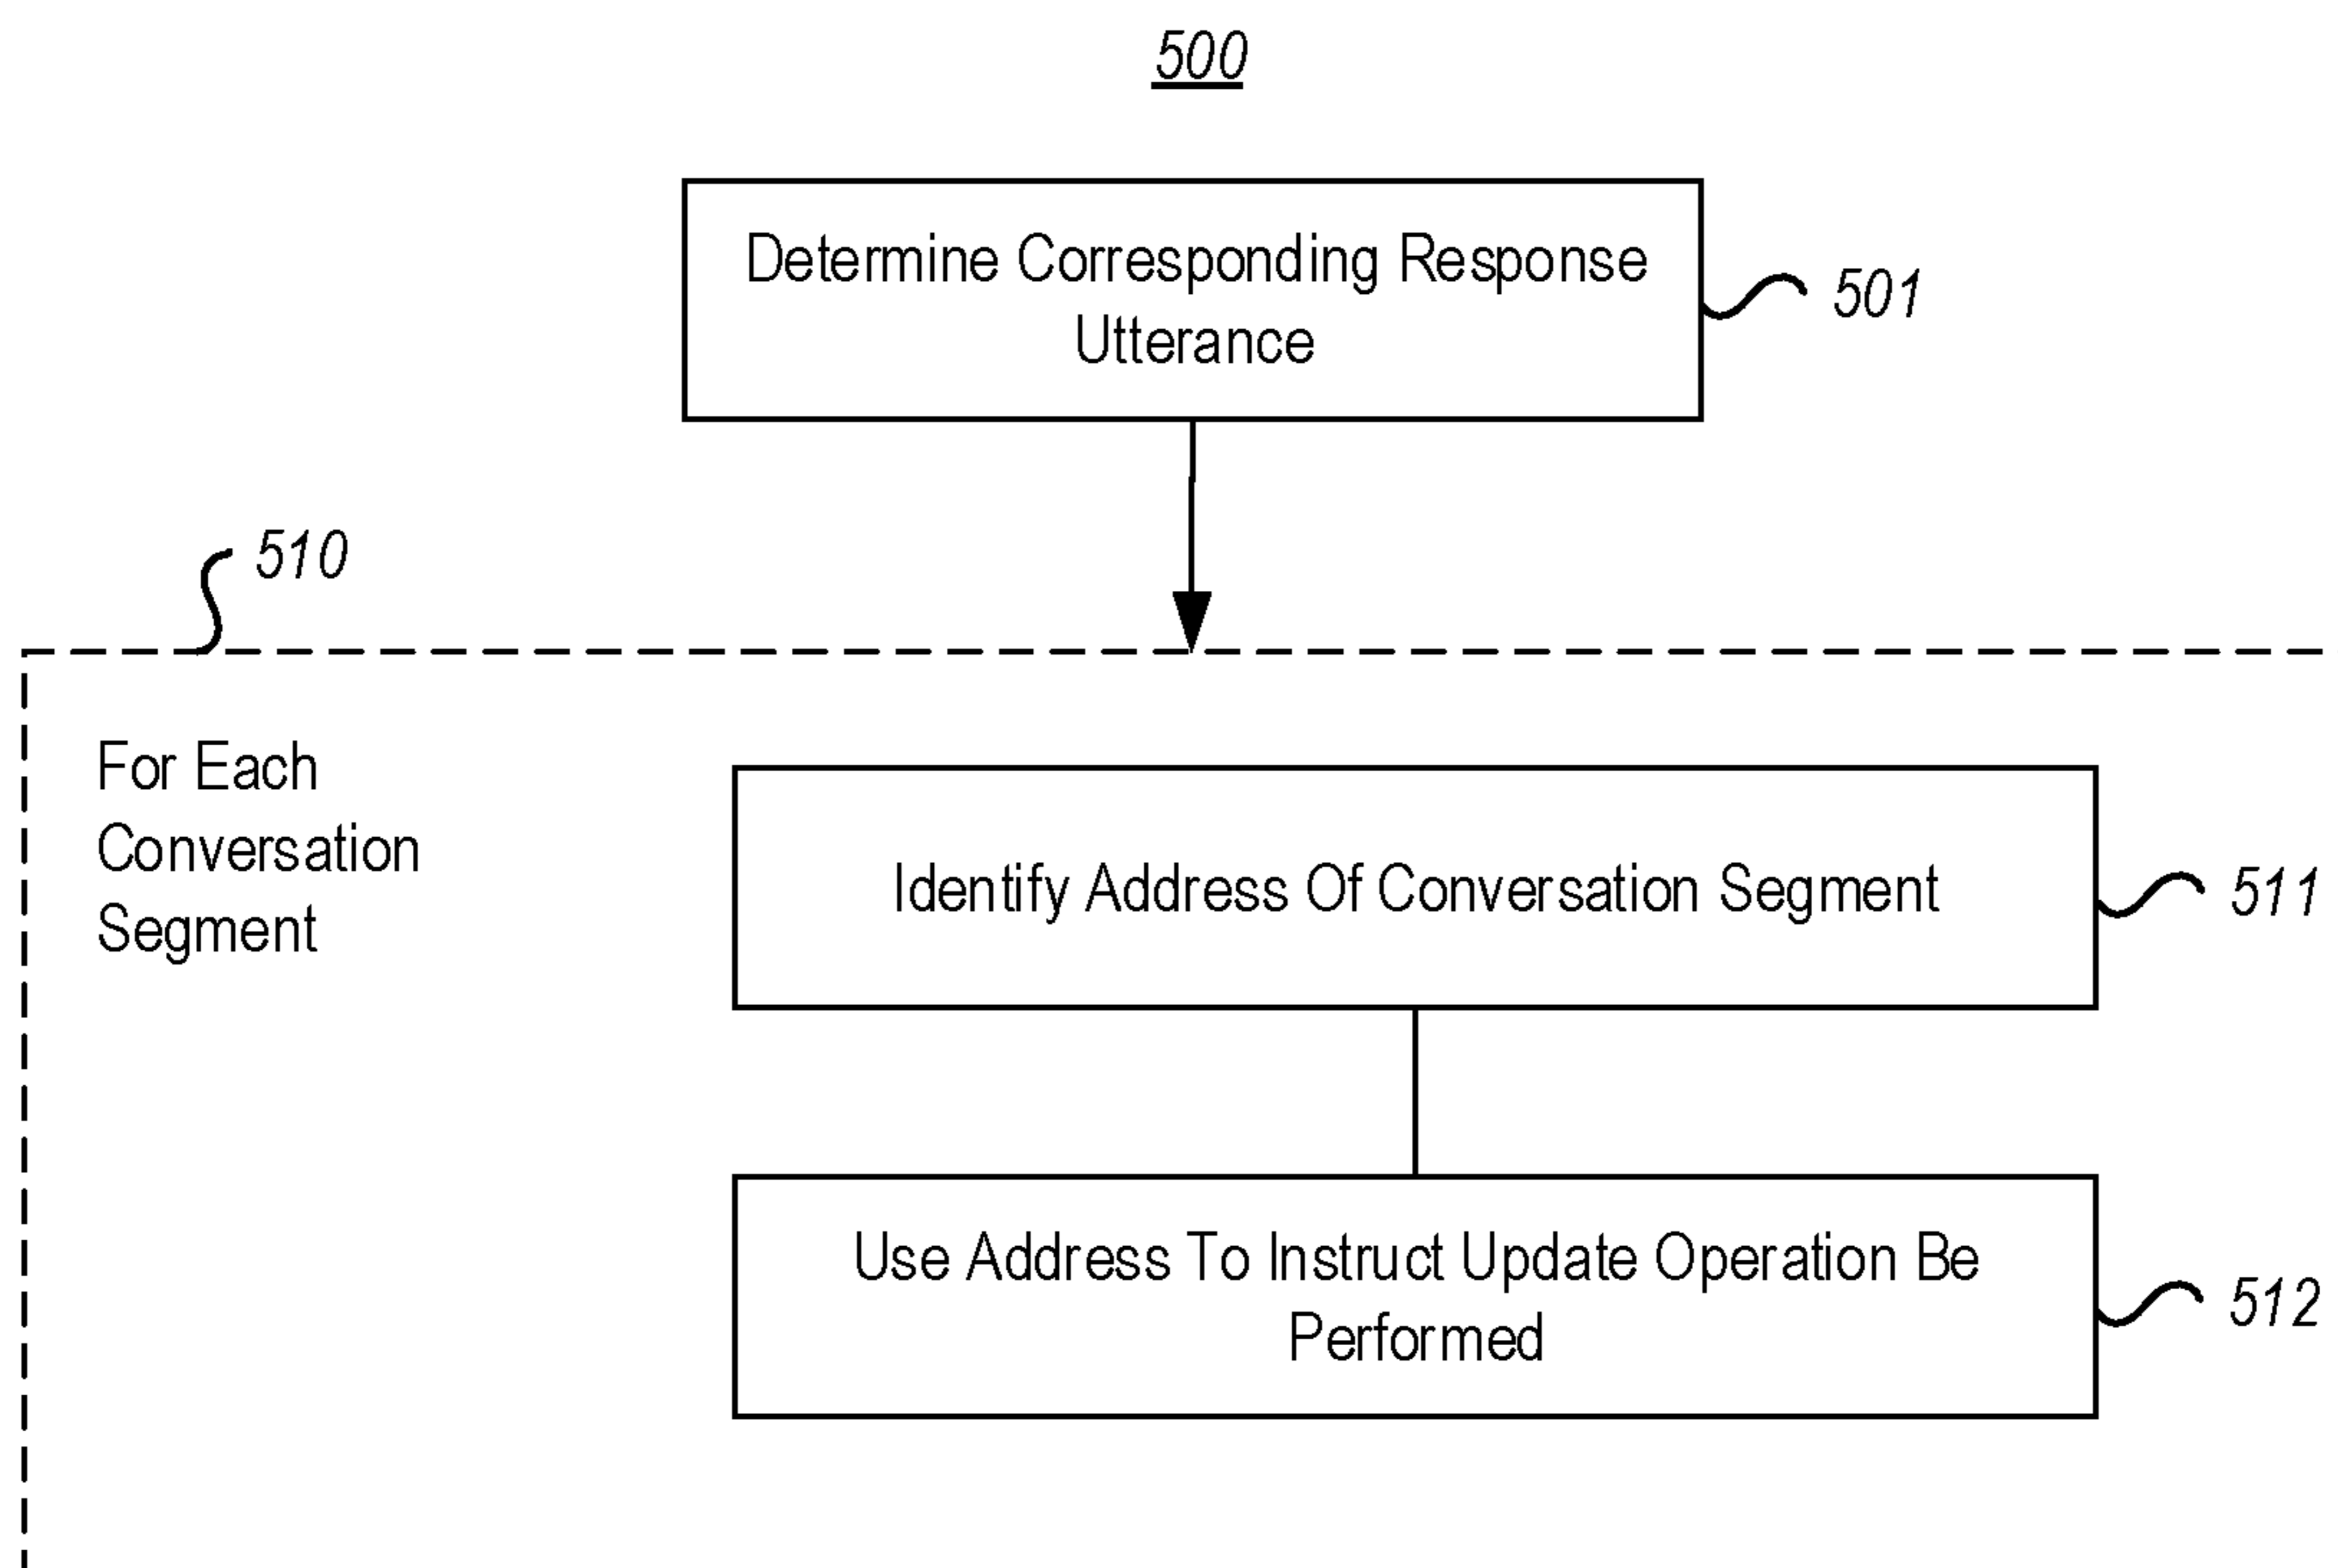 500
Determine Corresponding Response
Utterance
501
510
For Each
Conversation
Segment
Identify Address Of Conversation Segment
511
Use Address To Instruct Update Operation Be
Performed
512